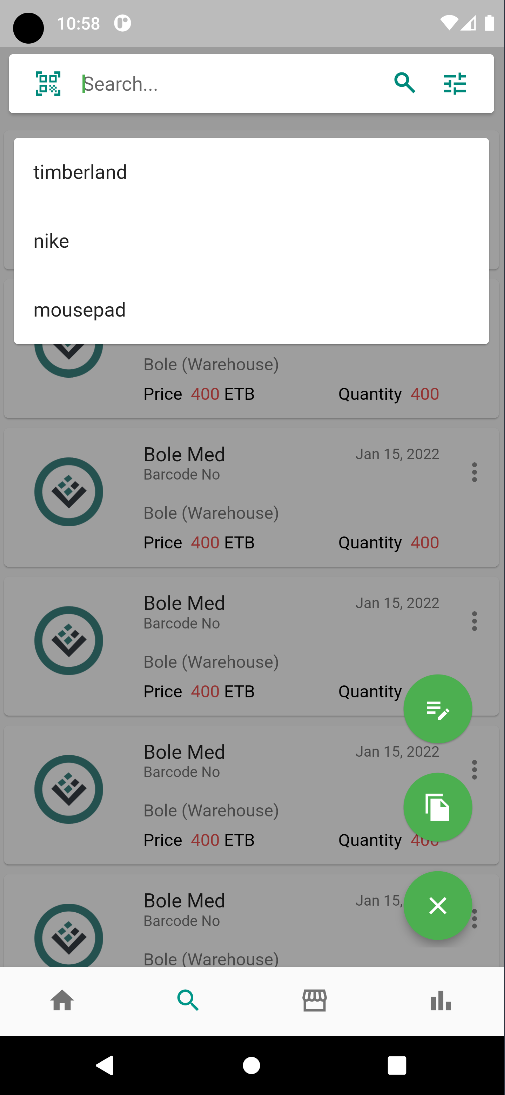 10:58
Search...
timberland
nike
mousepad
Bole (Warehouse)
Price 400 ETB Quantity 400
Bole Med Jan 15, 2022
Barcode No
Bole (Warehouse)
Price 400 ETB Quantity 400
Bole Med Jan 15, 2022
Barcode No
Bole (Warehouse)
Price 400 ETB Quantity
Bole Med Jan 15, 2022
Barcode No
Bole (Warehouse)
Price 400 ETB Quantity 400
Bole Med Jan 15,
Barcode No
Bole (Warehouse)